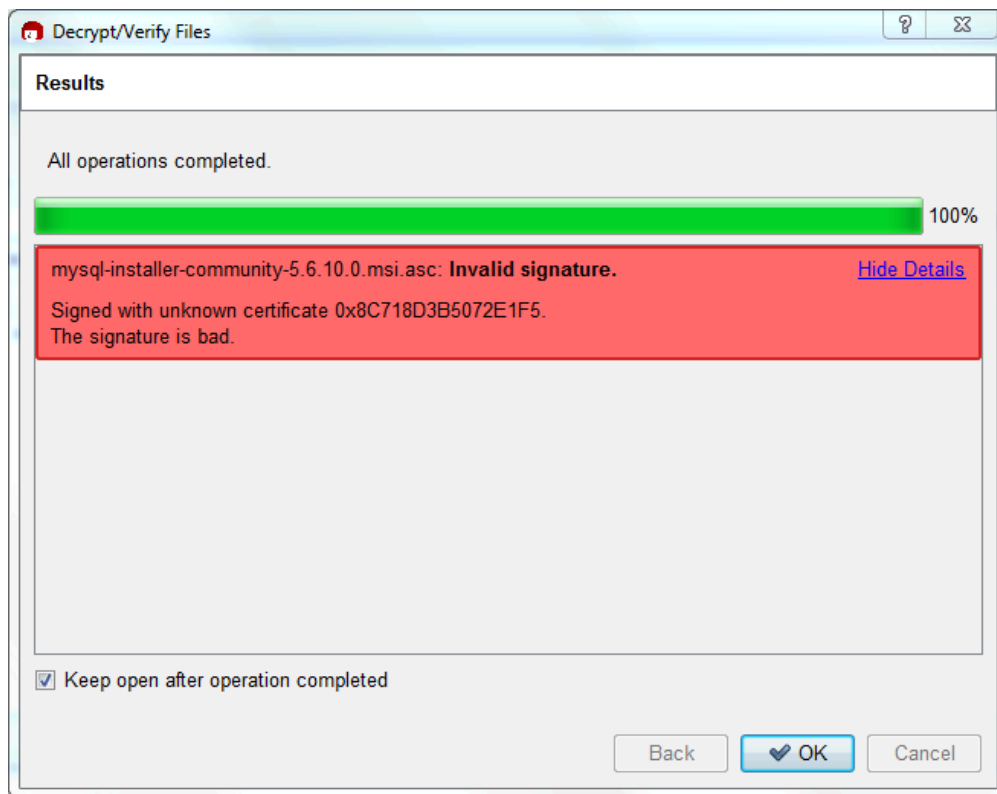 Decrypt/Verify Files
Results
All operations completed.
100%
mysql-installer-community-5.6.10.0.msi.asc: Invalid signature. Hide Details
Signed with unknown certificate 0x8C718D3B5072E1F5.
The signature is bad.
Keep open after operation completed
Back OK Cancel